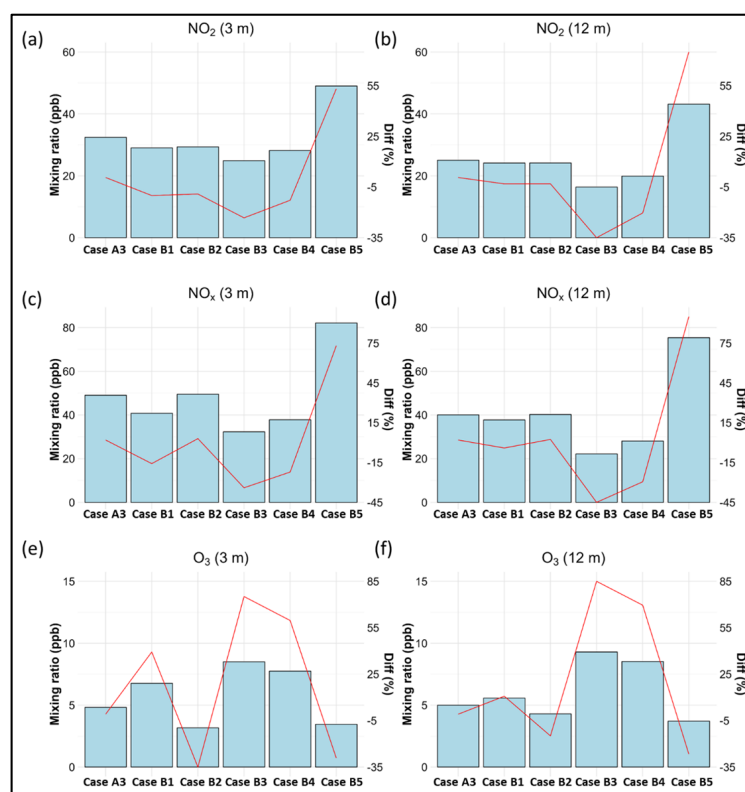 (a) NO₂ (3 m)
60
40
20
0
Mixing ratio (ppb)
55
25
-5
-35
Diff (%)
Case A3 Case B1 Case B2 Case B3 Case B4 Case B5
(b) NO₂ (12 m)
60
40
20
0
Mixing ratio (ppb)
55
25
-5
-35
Diff (%)
Case A3 Case B1 Case B2 Case B3 Case B4 Case B5
(c) NOₓ (3 m)
80
60
40
20
0
Mixing ratio (ppb)
75
45
15
-15
-45
Diff (%)
Case A3 Case B1 Case B2 Case B3 Case B4 Case B5
(d) NOₓ (12 m)
80
60
40
20
0
Mixing ratio (ppb)
75
45
15
-15
-45
Diff (%)
Case A3 Case B1 Case B2 Case B3 Case B4 Case B5
(e) O₃ (3 m)
15
10
5
0
Mixing ratio (ppb)
85
55
25
-5
-35
Diff (%)
Case A3 Case B1 Case B2 Case B3 Case B4 Case B5
(f) O₃ (12 m)
15
10
5
0
Mixing ratio (ppb)
85
55
25
-5
-35
Diff (%)
Case A3 Case B1 Case B2 Case B3 Case B4 Case B5